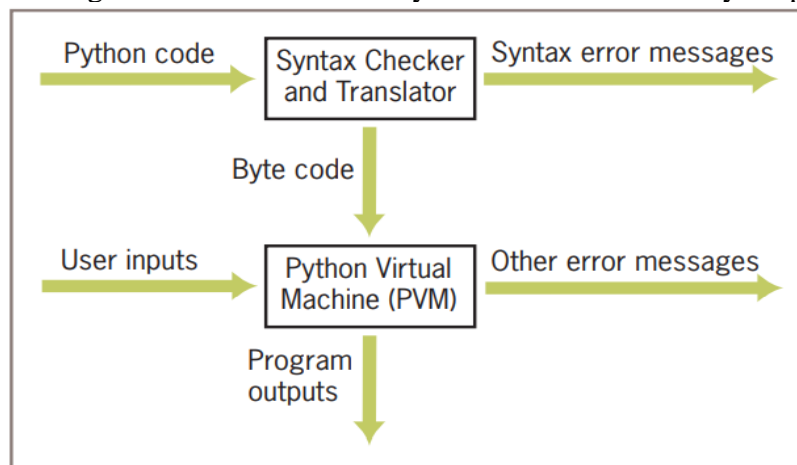 Python code
Syntax Checker
and Translator
Syntax error messages
Byte code
User inputs
Python Virtual
Machine (PVM)
Other error messages
Program
outputs